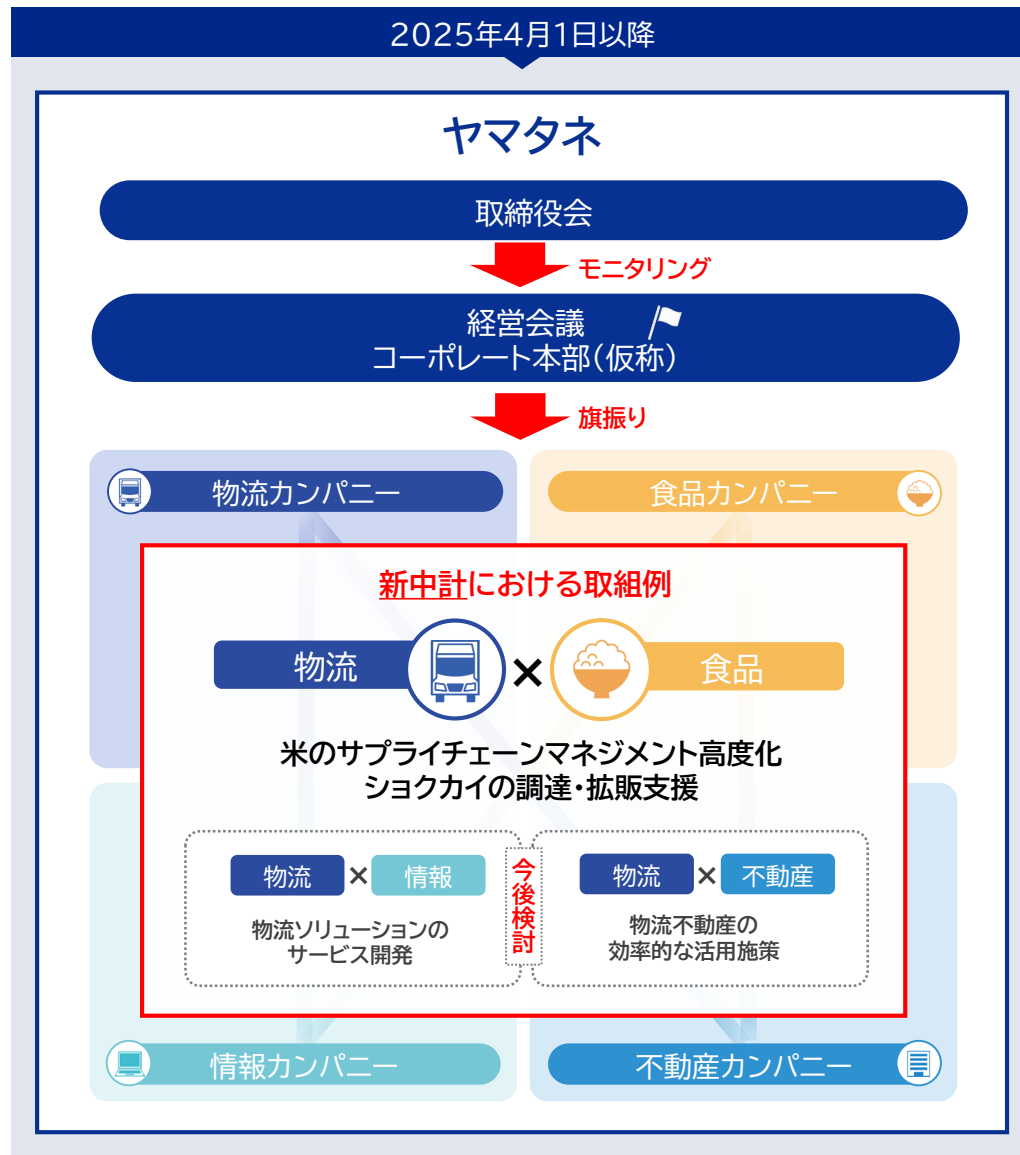 2025年4月1日以降
ヤマタネ
取締役会
モニタリング
経営会議
コーポレート本部(仮称)
旗振り
物流カンパニー
食品カンパニー
新中計における取組例
物流
×
食品
米のサプライチェーンマネジメント高度化
ショクカイの調達・拡販支援
物流
×
情報
物流ソリューションの
サービス開発
今後検討
物流
×
不動産
物流不動産の
効率的な活用施策
情報カンパニー
不動産カンパニー